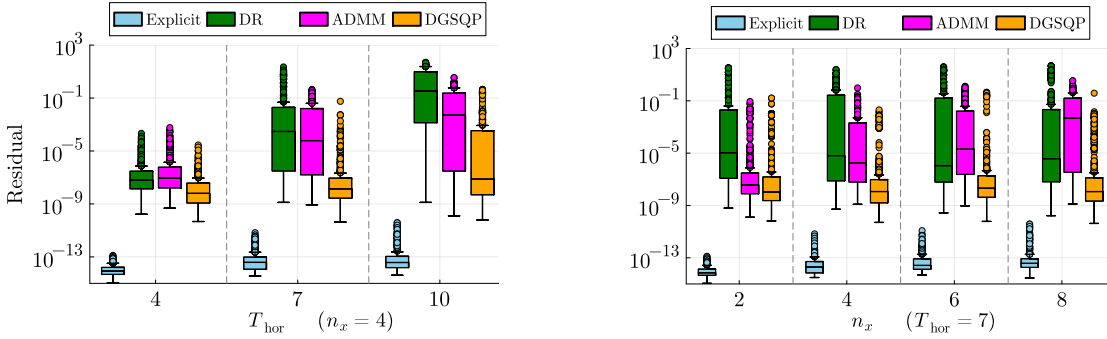 Explicit DR ADMM DGSQP
Residual
10^3
10^-1
10^-5
10^-9
10^-13
4 7 10
T_hor (n_x = 4)
Explicit DR ADMM DGSQP
10^3
10^-1
10^-5
10^-9
10^-13
2 4 6 8
n_x (T_hor = 7)